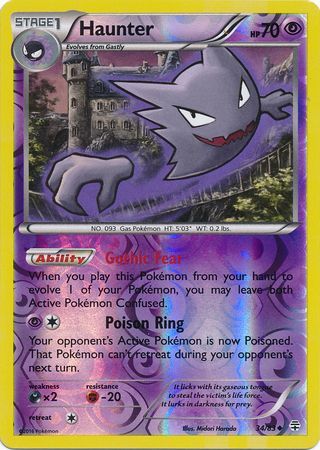 STAGE1
Haunter
HP70
Evolves from Gastly
NO. 093 Gas Pokémon HT: 5'03" WT: 0.2 lbs.
Ability Gothic Fear
When you play this Pokémon from your hand to
evolve 1 of your Pokémon, you may leave both
Active Pokémon Confused.
Poison Ring
Your opponent's Active Pokémon is now Poisoned.
That Pokémon can't retreat during your opponent's
next turn.
weakness
×2
resistance
-20
retreat
It licks with its gaseous tongue
to steal the victim's life force.
It lurks in darkness for prey.
Illus. Midori Harada
34/83
©2016 Pokémon